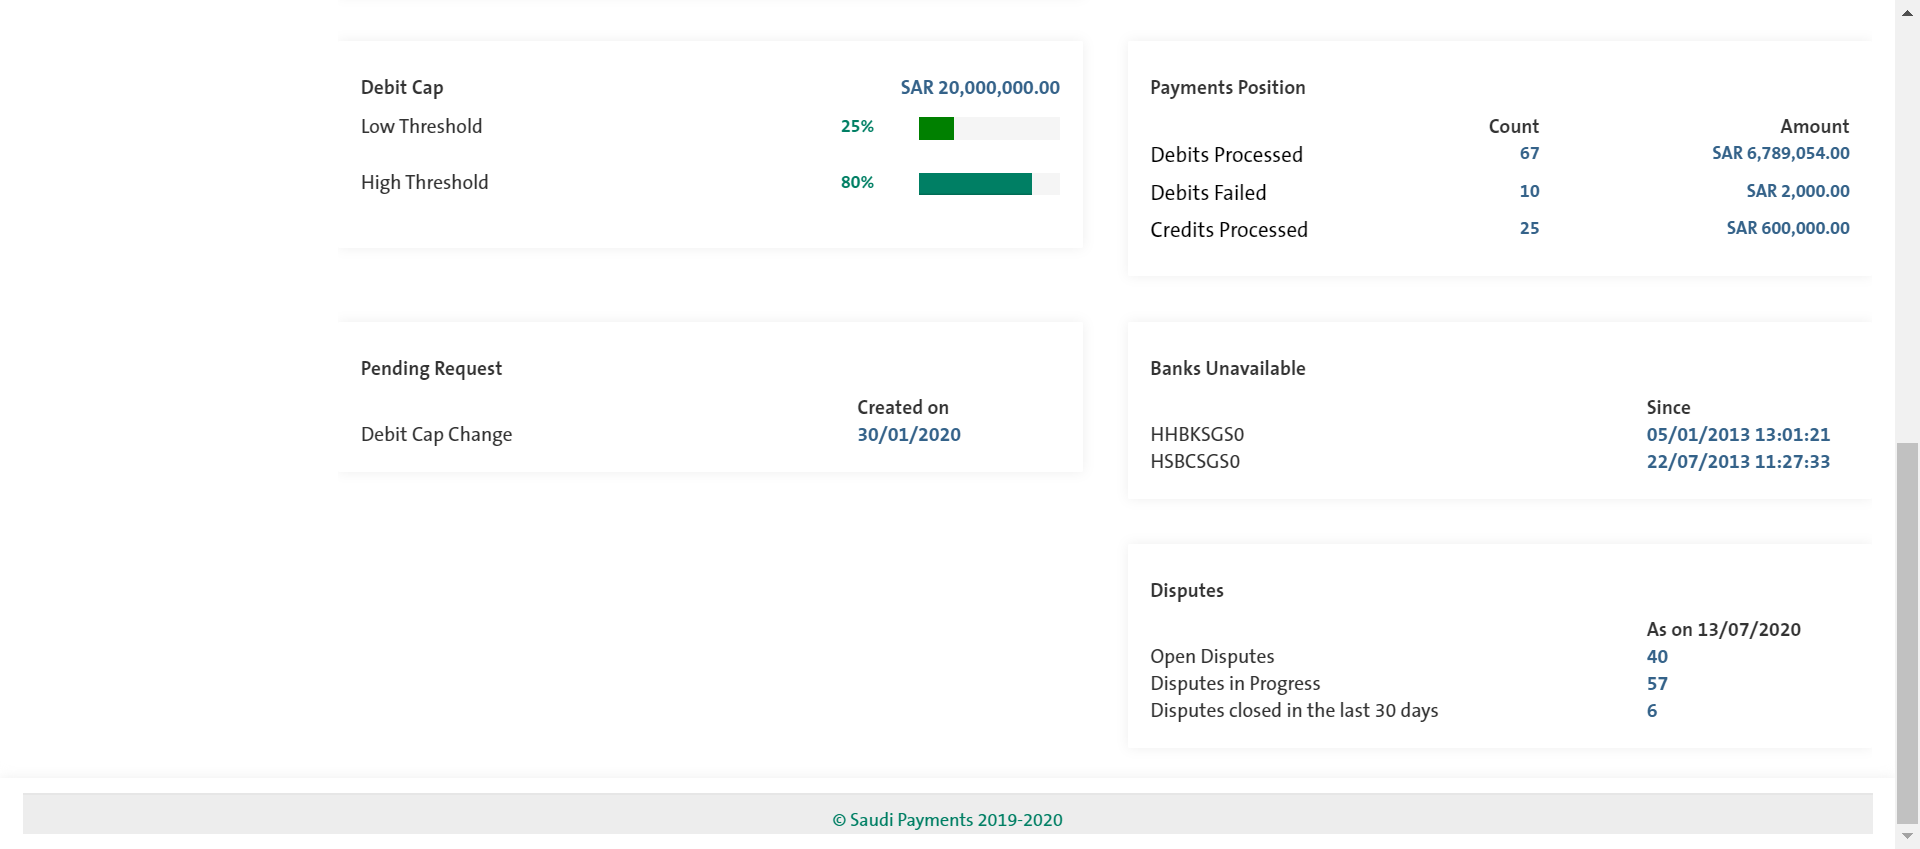 Debit Cap SAR 20,000,000.00
Low Threshold 25%
High Threshold 80%
Payments Position
Count Amount
Debits Processed 67 SAR 6,789,054.00
Debits Failed 10 SAR 2,000.00
Credits Processed 25 SAR 600,000.00
Pending Request
Created on
Debit Cap Change 30/01/2020
Banks Unavailable
Since
HHBKSGS0 05/01/2013 13:01:21
HSBCSGS0 22/07/2013 11:27:33
Disputes
As on 13/07/2020
Open Disputes 40
Disputes in Progress 57
Disputes closed in the last 30 days 6
© Saudi Payments 2019-2020